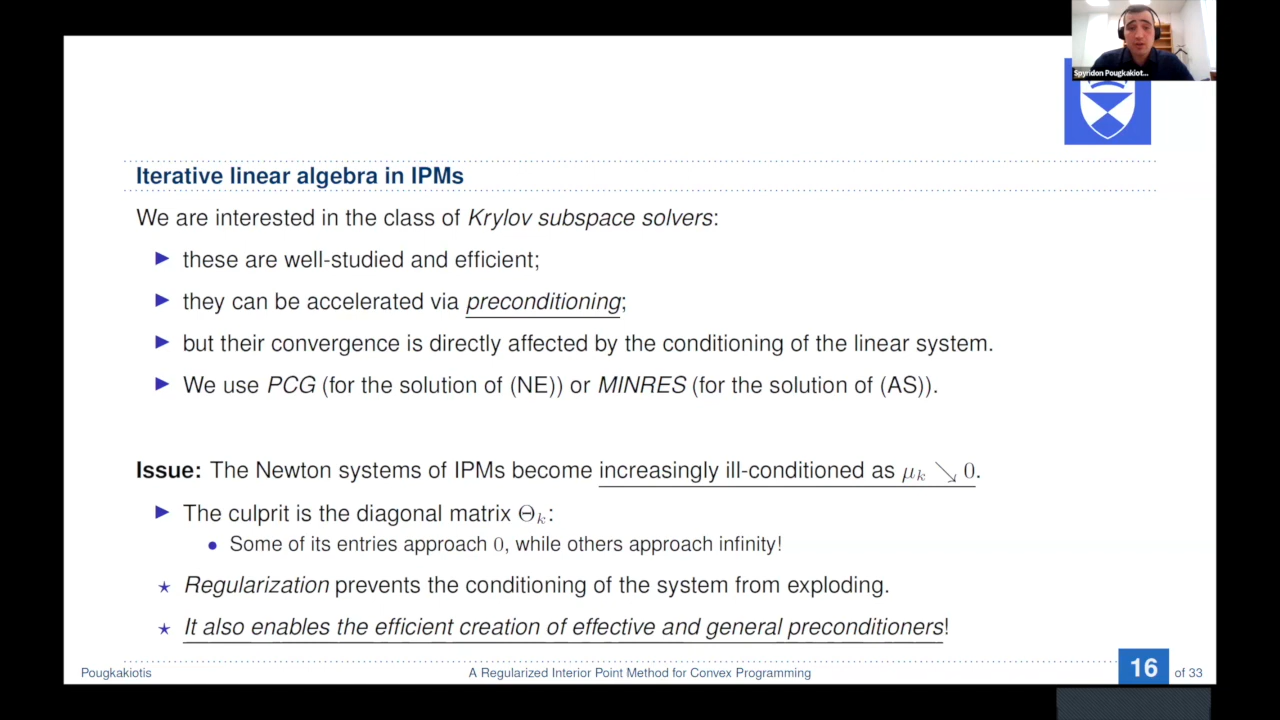 Spyridon Pougkakiot...
Iterative linear algebra in IPMs
We are interested in the class of Krylov subspace solvers:
▶ these are well-studied and efficient;
▶ they can be accelerated via preconditioning;
▶ but their convergence is directly affected by the conditioning of the linear system.
▶ We use PCG (for the solution of (NE)) or MINRES (for the solution of (AS)).
Issue: The Newton systems of IPMs become increasingly ill-conditioned as μₖ ↘ 0.
▶ The culprit is the diagonal matrix Θₖ:
• Some of its entries approach 0, while others approach infinity!
⋆ Regularization prevents the conditioning of the system from exploding.
⋆ It also enables the efficient creation of effective and general preconditioners!
Pougkakiotis A Regularized Interior Point Method for Convex Programming 16 of 33